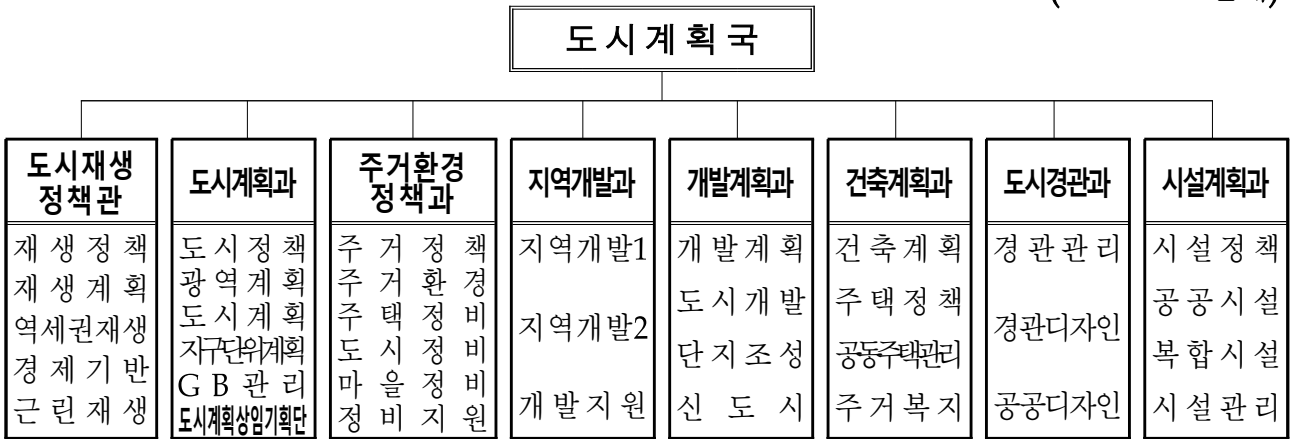 도시계획국
도시재생
정책관
재생정책
재생계획
역세권재생
경제기반
근린재생
도시계획과
도시정책
광역계획
도시계획
지구단위계획
GB관리
도시계획상임기획단
주거환경
정책과
주거정책
주거환경
주택정비
도시정비
마을정비
정비지원
지역개발과
지역개발1
지역개발2
개발지원
개발계획과
개발계획
도시개발
단지조성
신도시
건축계획과
건축계획
주택정책
공동주택관리
주거복지
도시경관과
경관관리
경관디자인
공공디자인
시설계획과
시설정책
공공시설
복합시설
시설관리